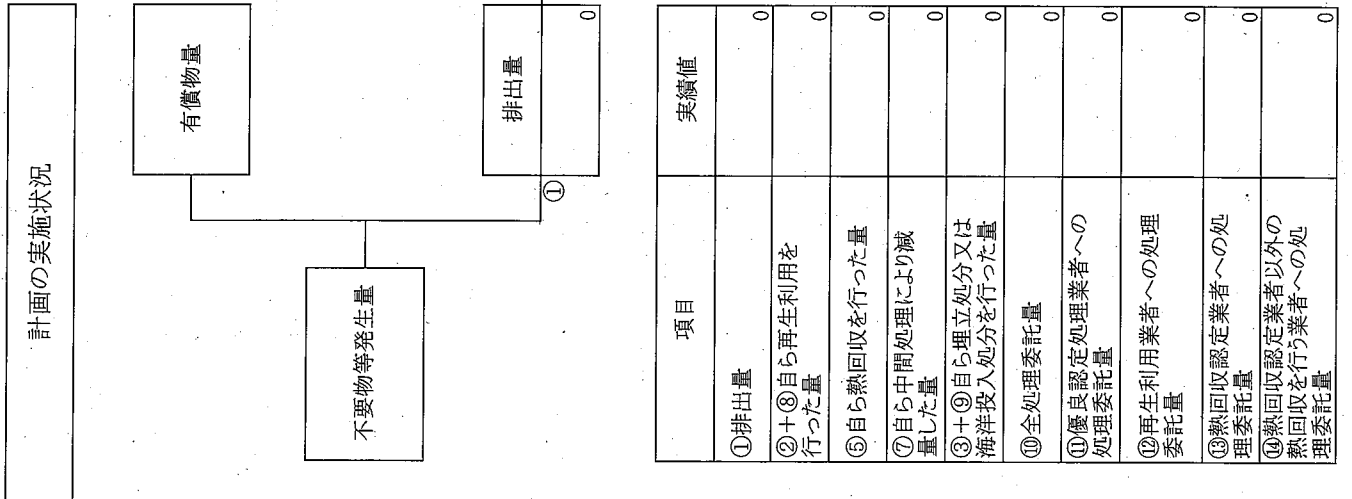 計画の実施状況
不要物等発生量
有償物量
①
排出量
0
項目
実績値
①排出量
0
②+⑧自ら再生利用を
行った量
0
⑤自ら熱回収を行った量
0
⑦自ら中間処理により減
量した量
0
③+⑨自ら埋立処分又は
海洋投入処分を行った量
0
⑩全処理委託量
0
⑪優良認定処理業者への
処理委託量
0
⑫再生利用業者への処理
委託量
0
⑬熱回収認定業者への処
理委託量
0
⑭熱回収認定業者以外の
熱回収を行う業者への処
理委託量
0